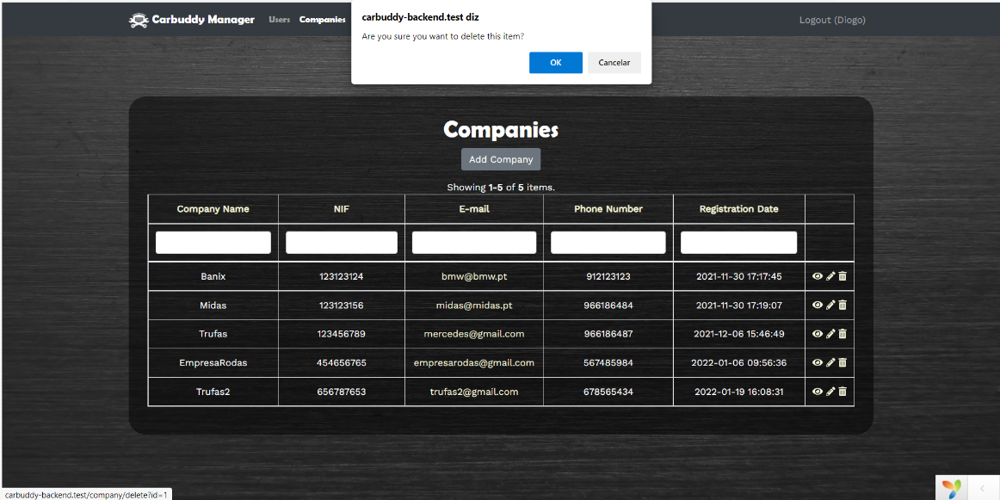 Carbuddy Manager Users Companies Logout (Diogo)
carbuddy-backend.test diz
Are you sure you want to delete this item?
OK Cancelar
Companies
Add Company
Showing 1-5 of 5 items.
Company Name NIF E-mail Phone Number Registration Date
Banix 123123124 bmw@bmw.pt 912123123 2021-11-30 17:17:45
Midas 123123156 midas@midas.pt 966186484 2021-11-30 17:19:07
Trufas 123456789 mercedes@gmail.com 966186487 2021-12-06 15:46:49
EmpresaRodas 454656765 empresarodas@gmail.com 567485984 2022-01-06 09:56:36
Trufas2 656787653 trufas2@gmail.com 678565434 2022-01-19 16:08:31
carbuddy-backend.test/company/delete?id=1